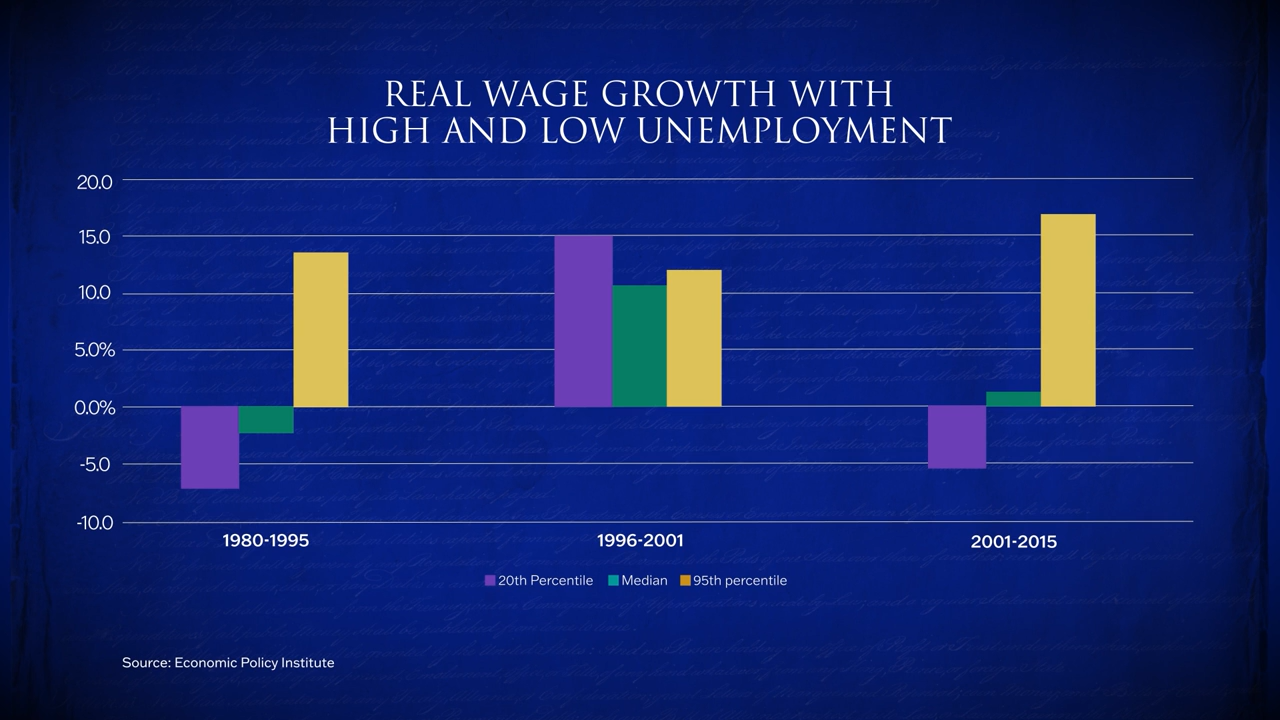 REAL WAGE GROWTH WITH
HIGH AND LOW UNEMPLOYMENT
20.0
15.0
10.0
5.0%
0.0%
-5.0
-10.0
1980-1995
1996-2001
2001-2015
20th Percentile
Median
95th percentile
Source: Economic Policy Institute